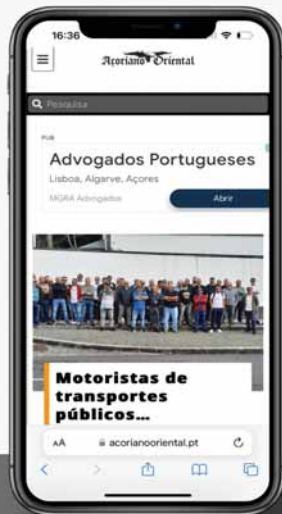 16:36
Açoriano Oriental
Pesquisa
PUB
Advogados Portugueses
Lisboa, Algarve, Açores
MGRA Advogados
Abrir
Motoristas de
transportes
públicos...
AA
acorianooriental.pt